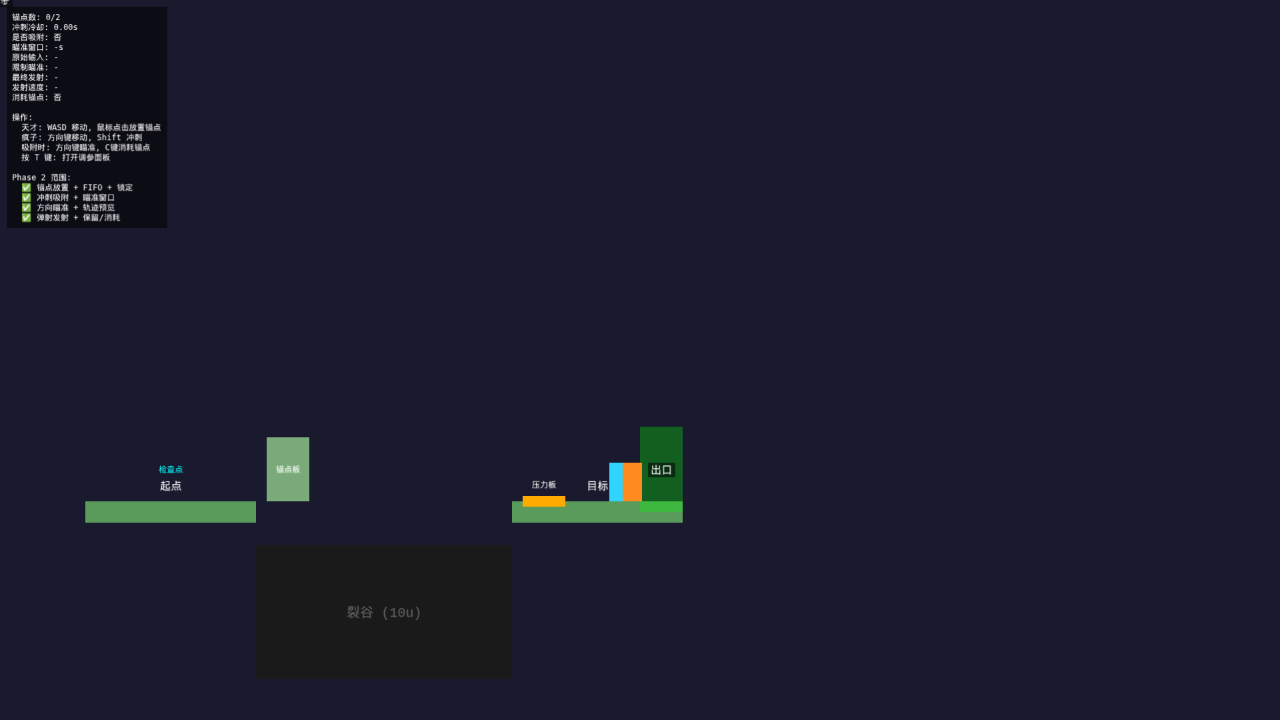 锚点数: 0/2
冲刺冷却: 0.00s
是否吸附: 否
瞄准窗口: -s
原始输入: -
限制瞄准: -
最终发射: -
发射速度: -
消耗锚点: 否
操作:
天才: WASD 移动, 鼠标点击放置锚点
疯子: 方向键移动, Shift 冲刺
吸附时: 方向键瞄准, C键消耗锚点
按 T 键: 打开调参面板
Phase 2 范围:
✅ 锚点放置 + FIFO + 锁定
✅ 冲刺吸附 + 瞄准窗口
✅ 方向瞄准 + 轨迹预览
✅ 弹射发射 + 保留/消耗
检查点
起点
锚点板
压力板
目标
出口
裂谷 (10u)